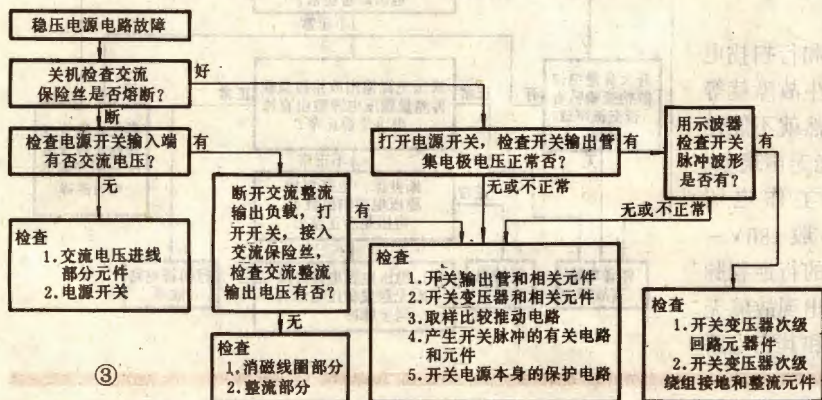 稳压电源电路故障
关机检查交流
保险丝是否熔断?
好
断
检查电源开关输入端
有否交流电压?
有
无
检查
1.交流电压进线
部分元件
2.电源开关
断开交流整流
输出负载,打
开开关,接入
交流保险丝,
检查交流整流
输出电压有否?
有
无
检查
1.消磁线圈部分
2.整流部分
打开电源开关,检查开关输出管
集电极电压正常否?
有
无或不正常
用示波器
检查开关
脉冲波形
是否有?
有
无或不正常
检查
1.开关输出管和相关元件
2.开关变压器和相关元件
3.取样比较推动电路
4.产生开关脉冲的有关电路
和元件
5.开关电源本身的保护电路
检查
1.开关变压器次级
回路元器件
2.开关变压器次级
绕组接地和整流元件
③